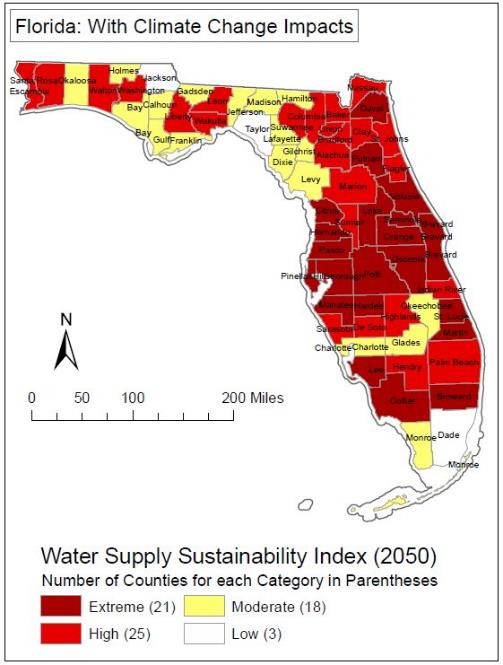 Florida: With Climate Change Impacts
Holmes
Santa Rosa Okaloosa
Jackson
Escambia
Walton Washington
Gadsden
Leon
Bay Calhoun
Liberty
Wakulla
Jefferson
Madison
Hamilton
Nassau
Duval
Columbia
Baker
Bay
Gulf Franklin
Taylor
Suwannee
Union
Clay
Lafayette
Bradford
Johns
Gilchrist
Alachua
Putnam
Dixie
Flagler
Levy
Marion
Volusia
Citrus
Lake
Sumter
Seminole
Brevard
Hernando
Orange
Brevard
Pasco
Osceola
Brevard
Pinellas
Hillsborough
Polk
Indian River
Manatee
Hardee
Okeechobee
Highlands
St. Lucie
Sarasota
De Soto
Martin
Charlotte
Charlotte
Glades
Lee
Hendry
Palm Beach
Collier
Broward
Monroe
Dade
Monroe
N
0 50 100 200 Miles
Water Supply Sustainability Index (2050)
Number of Counties for each Category in Parentheses
Extreme (21) Moderate (18)
High (25) Low (3)